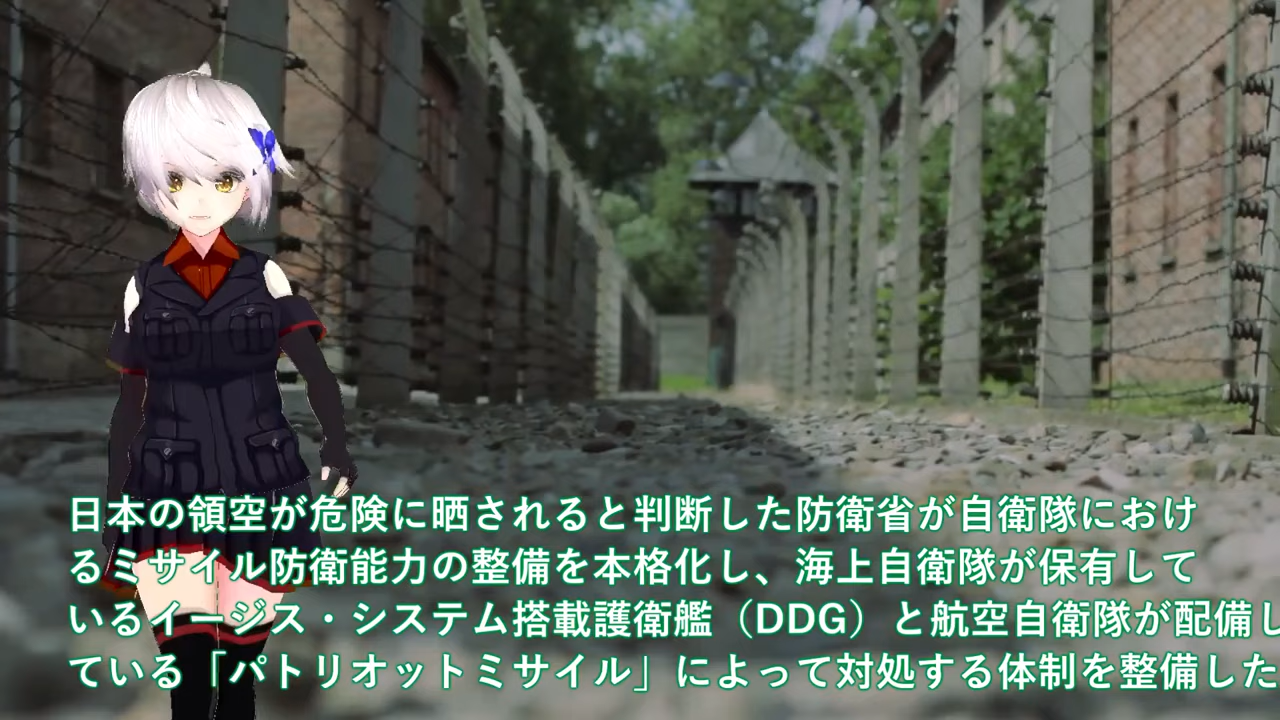 日本の領空が危険に晒されると判断した防衛省が自衛隊におけ
るミサイル防衛能力の整備を本格化し、海上自衛隊が保有して
いるイージス・システム搭載護衛艦（DDG）と航空自衛隊が配備し
ている「パトリオットミサイル」によって対処する体制を整備した